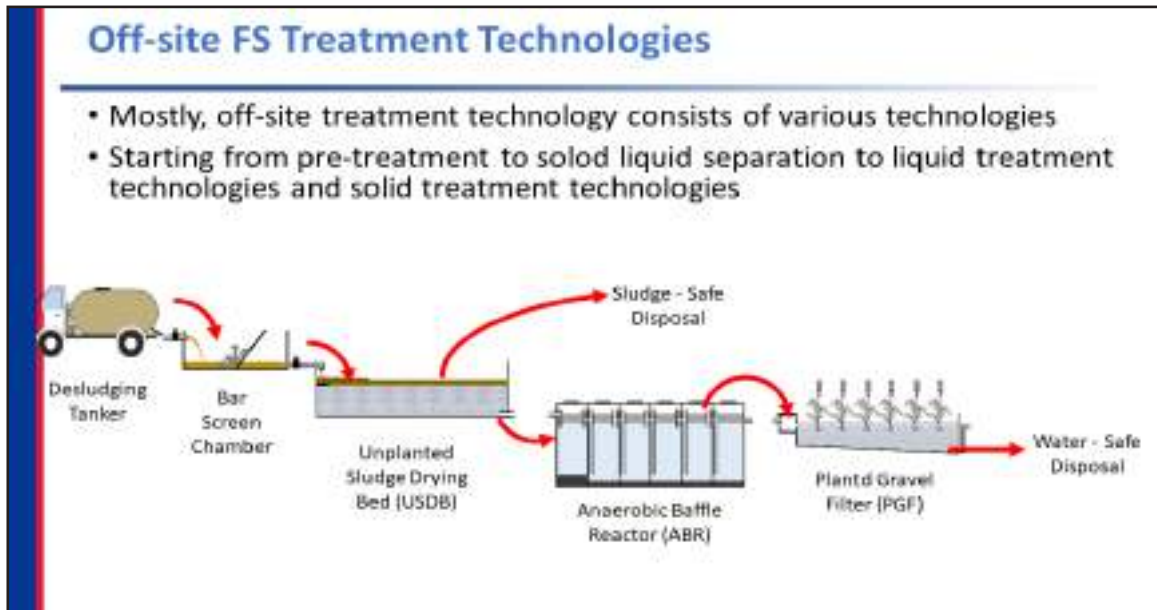 Off-site FS Treatment Technologies
• Mostly, off-site treatment technology consists of various technologies
• Starting from pre-treatment to solod liquid separation to liquid treatment
technologies and solid treatment technologies
Sludge - Safe
Disposal
Desludging
Tanker
Bar
Screen
Chamber
Unplanted
Sludge Drying
Bed (USDB)
Anaerobic Baffle
Reactor (ABR)
Plantd Gravel
Filter (PGF)
Water - Safe
Disposal